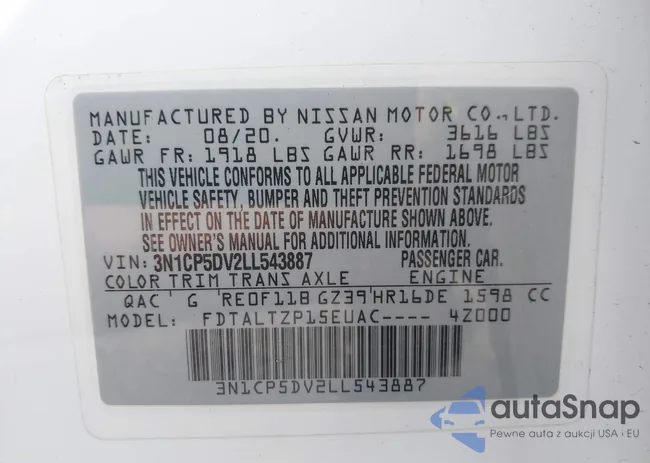 MANUFACTURED BY NISSAN MOTOR CO.,LTD.
DATE: 08/20. GVWR: 3616 LBS
GAWR FR: 1918 LBS GAWR RR: 1698 LBS
THIS VEHICLE CONFORMS TO ALL APPLICABLE FEDERAL MOTOR
VEHICLE SAFETY, BUMPER AND THEFT PREVENTION STANDARDS
IN EFFECT ON THE DATE OF MANUFACTURE SHOWN ABOVE.
SEE OWNER'S MANUAL FOR ADDITIONAL INFORMATION.
VIN: 3N1CP5DV2LL543887 PASSENGER CAR.
COLOR TRIM TRANS AXLE ENGINE
QAC G RE0F11B GZ39 HR16DE 1598 CC
MODEL: FDTALTZP15EUAC---- 4Z000
3N1CP5DV2LL543887
autaSnap
Pewne auta z aukcji USA i EU